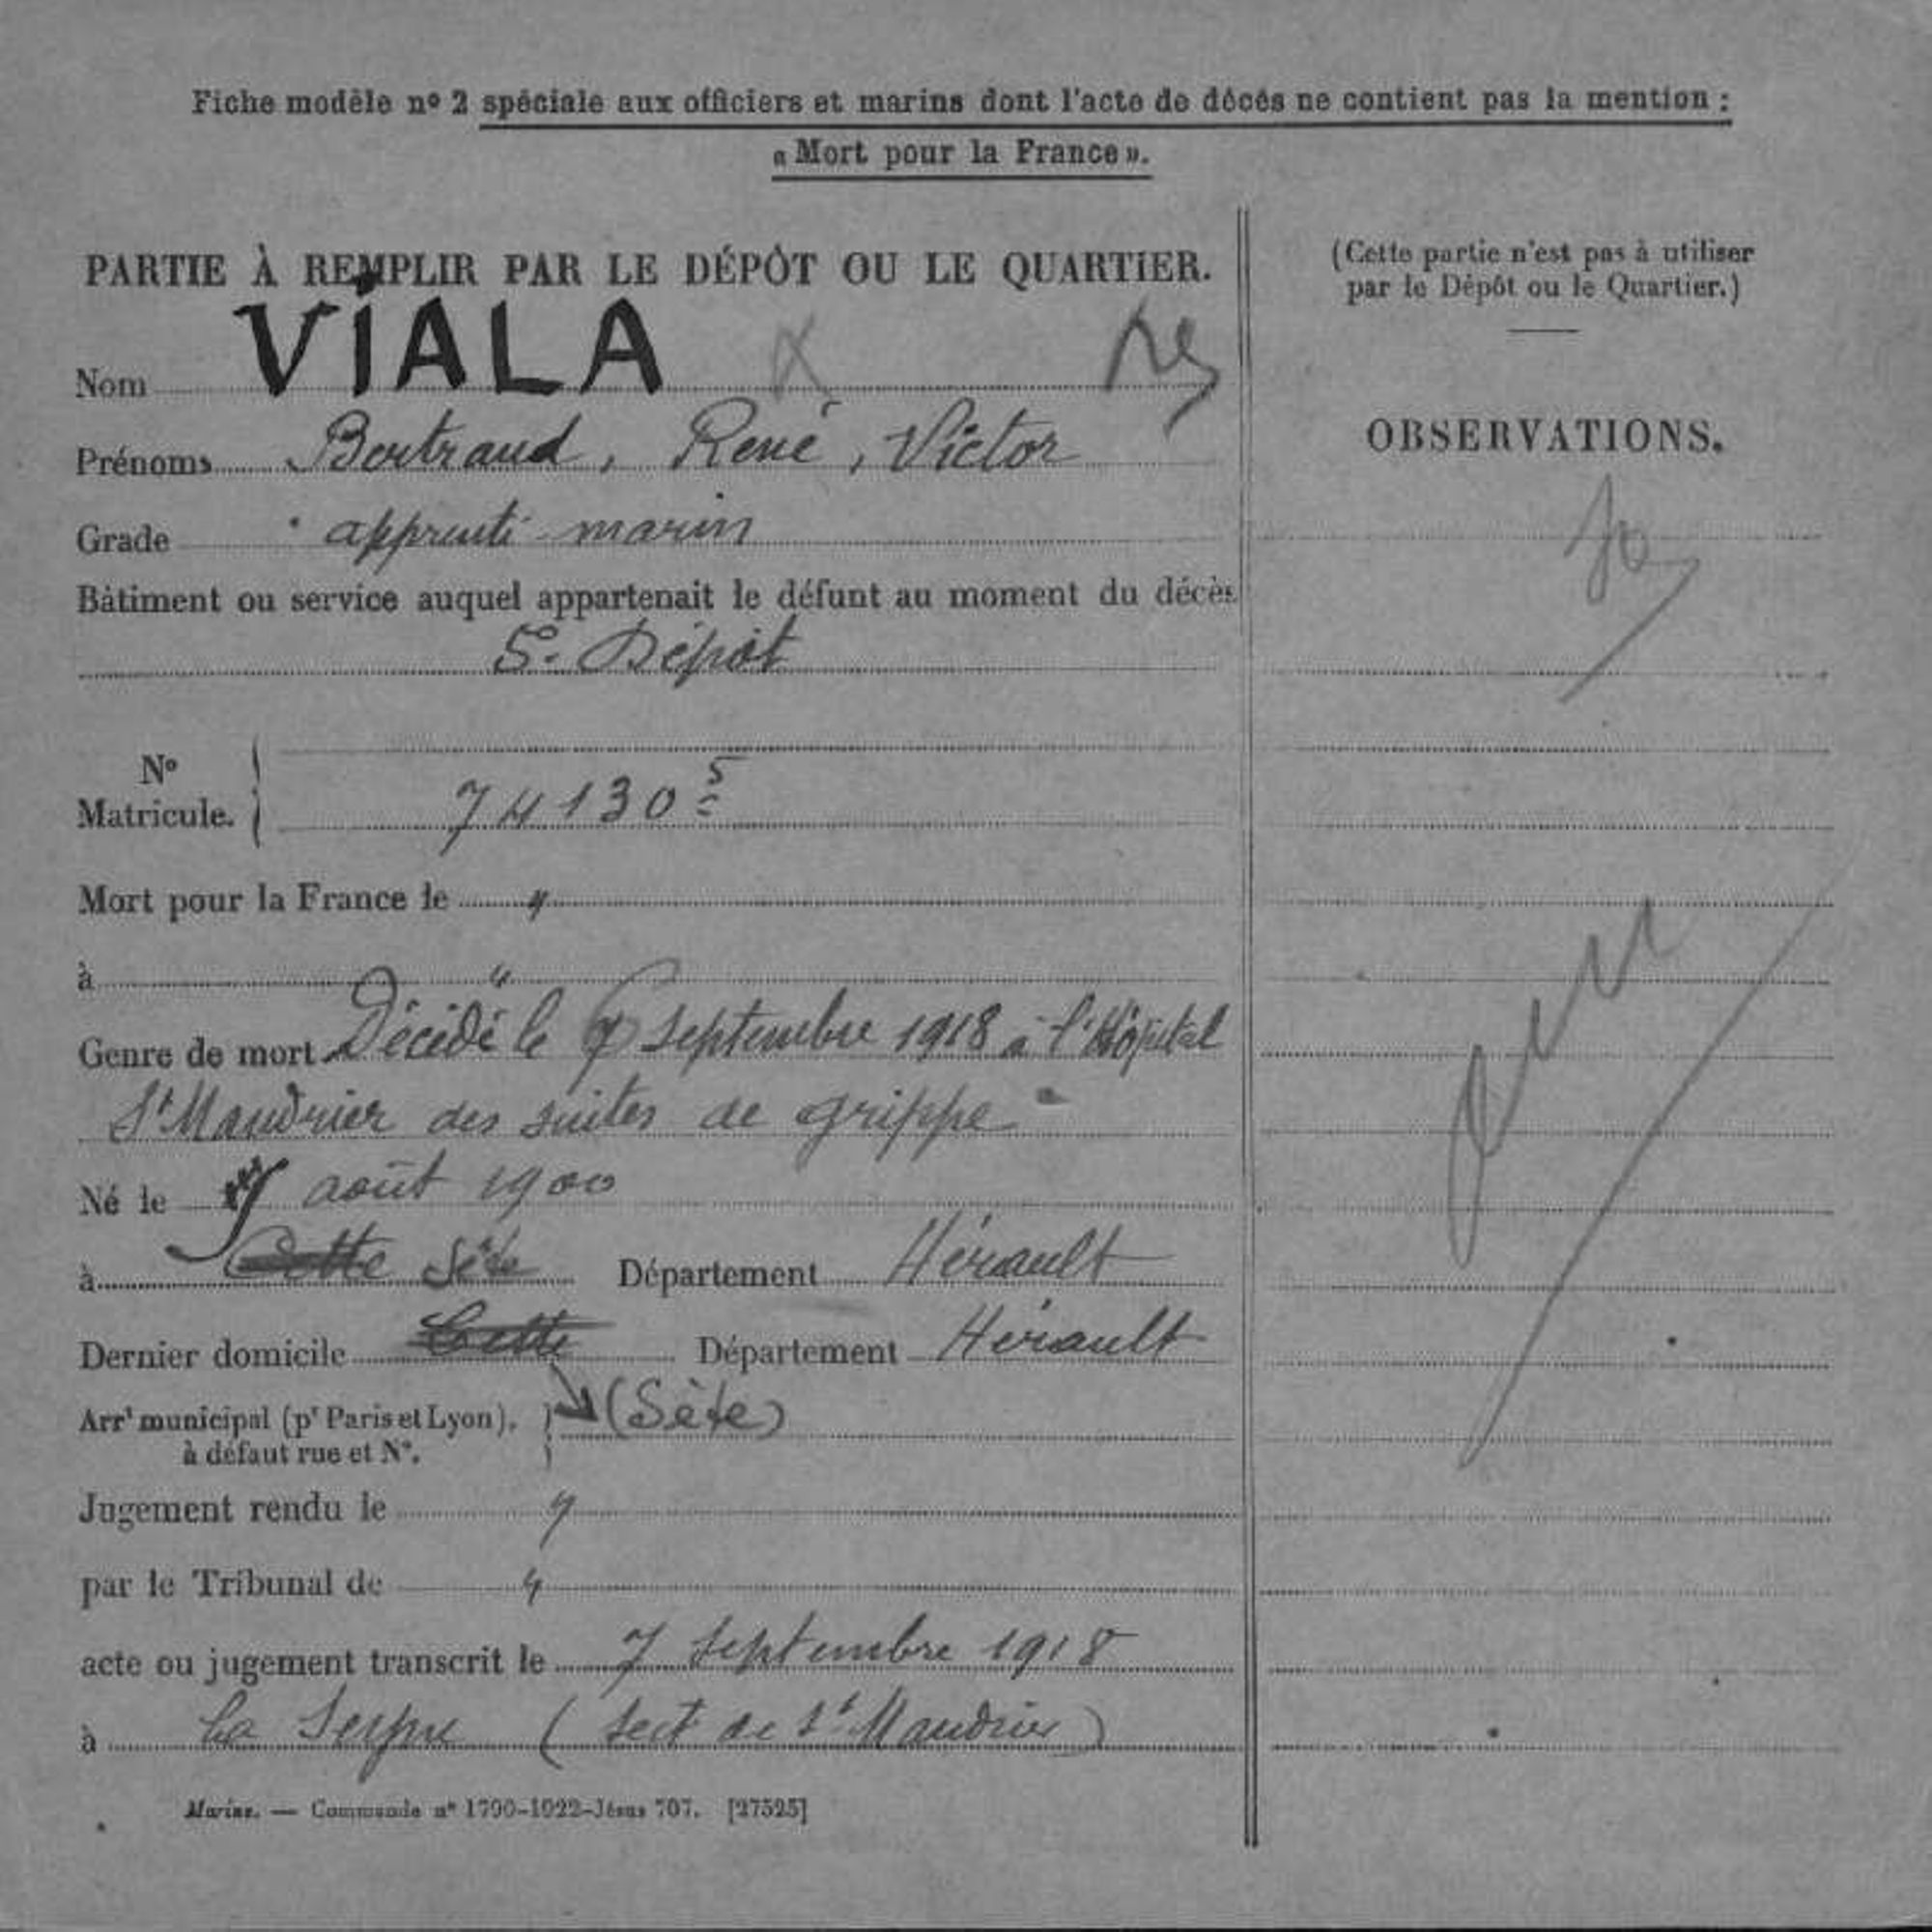 Fiche modèle nº 2 spéciale aux officiers et marins dont l'acte de décès ne contient pas la mention :
« Mort pour la France ».
PARTIE À REMPLIR PAR LE DÉPÔT OU LE QUARTIER.
(Cette partie n'est pas à utiliser
par le Dépôt ou le Quartier.)
Nom VIALA
OBSERVATIONS.
Prénoms Bertrand, René, Victor
Grade apprenti marin
Bâtiment ou service auquel appartenait le défunt au moment du décès
5e Dépôt
Nº
Matricule. 74130 5
Mort pour la France le "
à "
Genre de mort Décédé le septembre 1918 à l'Hôpital
St Mandrier des suites de grippe
Né le août 1900
à Cette Sète Département Hérault
Dernier domicile Cette Département Hérault
Arrt municipal (pr Paris et Lyon), (Sète)
à défaut rue et Nº.
Jugement rendu le "
par le Tribunal de "
acte ou jugement transcrit le 7 septembre 1918
à La Seyne (sect de St Mandrier)
Marine. — Commande nº 1790-1922-Jésus 707. [27525]